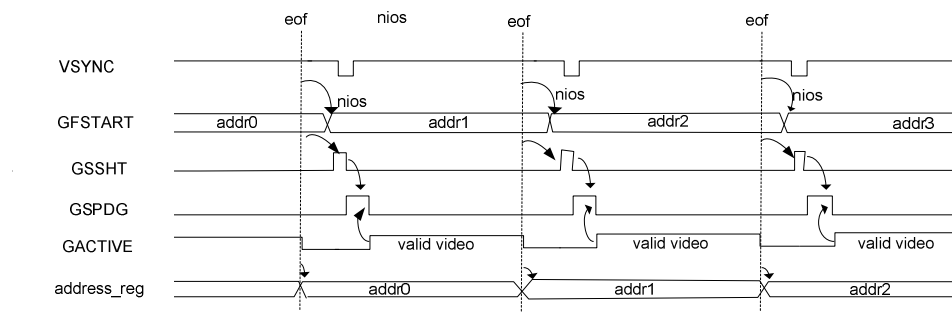 eof nios eof eof
VSYNC
nios nios nios
GFSTART addr0 addr1 addr2 addr3
GSSHT
GSPDG
GACTIVE valid video valid video valid video
address_reg addr0 addr1 addr2